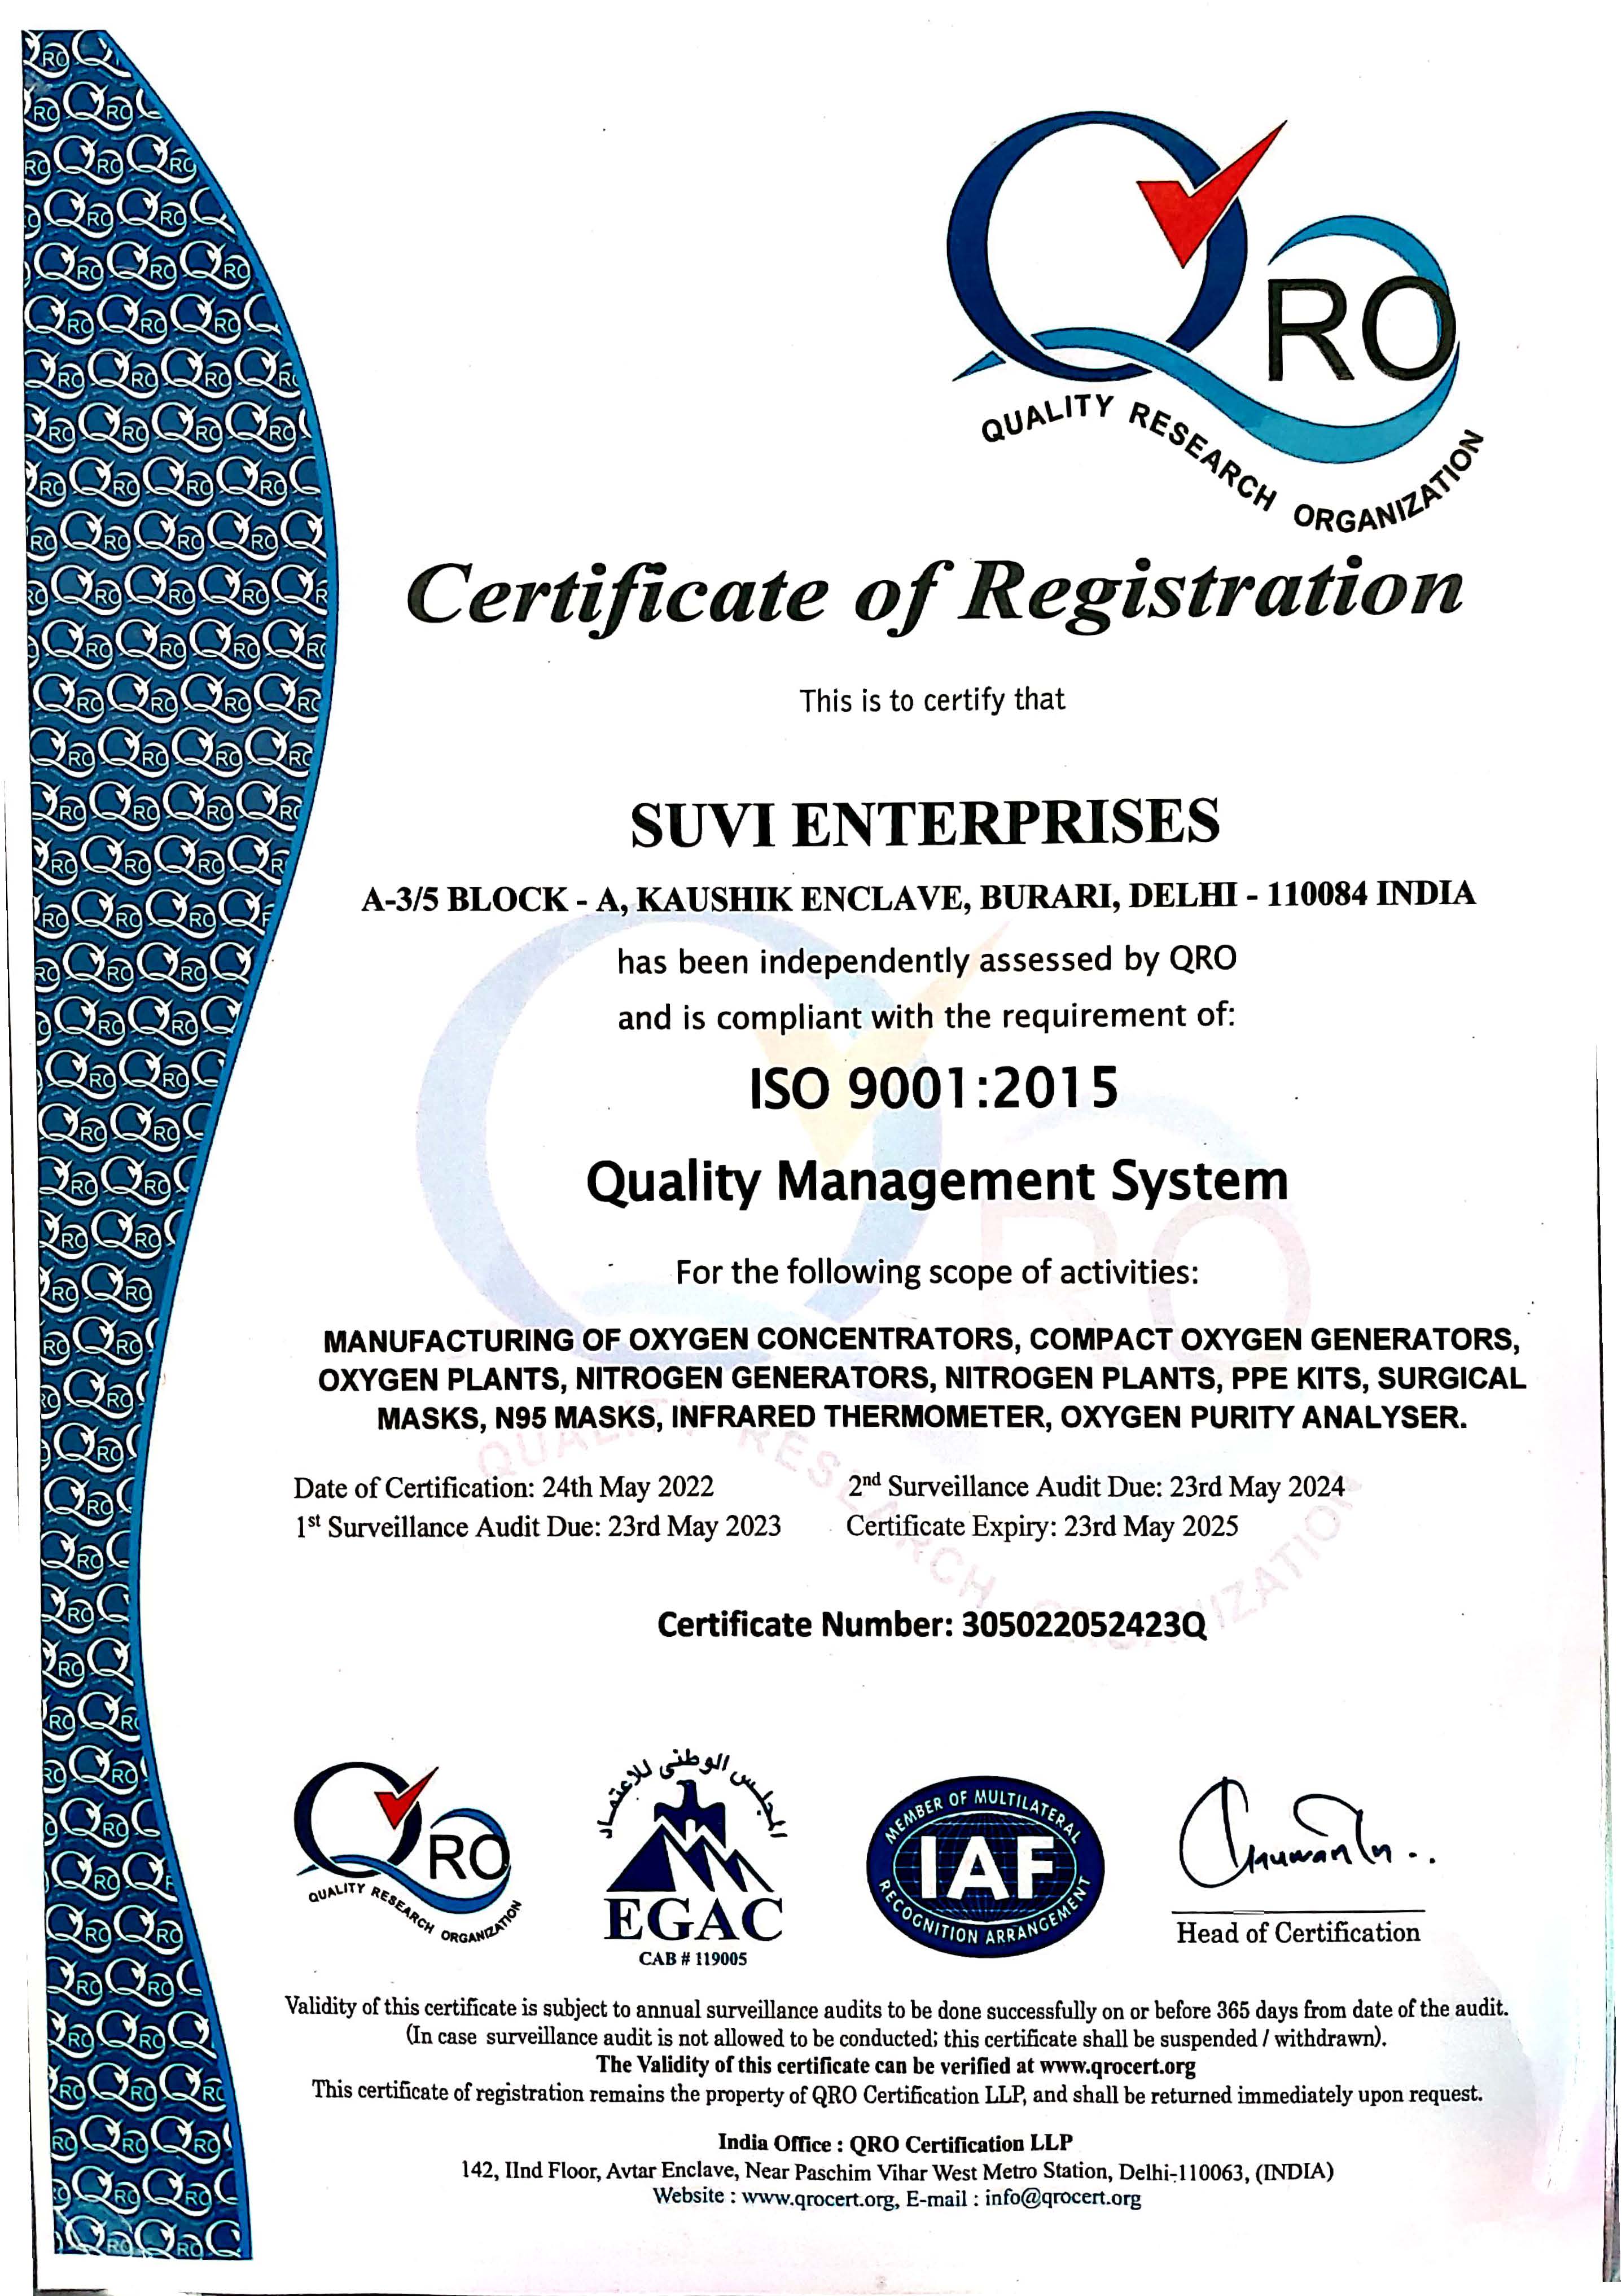 QRO
QUALITY RESEARCH ORGANIZATION
Certificate of Registration
This is to certify that
SUVI ENTERPRISES
A-3/5 BLOCK - A, KAUSHIK ENCLAVE, BURARI, DELHI - 110084 INDIA
has been independently assessed by QRO
and is compliant with the requirement of:
ISO 9001:2015
Quality Management System
For the following scope of activities:
MANUFACTURING OF OXYGEN CONCENTRATORS, COMPACT OXYGEN GENERATORS,
OXYGEN PLANTS, NITROGEN GENERATORS, NITROGEN PLANTS, PPE KITS, SURGICAL
MASKS, N95 MASKS, INFRARED THERMOMETER, OXYGEN PURITY ANALYSER.
Date of Certification: 24th May 2022 2nd Surveillance Audit Due: 23rd May 2024
1st Surveillance Audit Due: 23rd May 2023 Certificate Expiry: 23rd May 2025
Certificate Number: 305022052423Q
QRO
QUALITY RESEARCH ORGANIZATION
المجلس الوطنى للاعتماد
EGAC
CAB # 119005
MEMBER OF MULTILATERAL
IAF
RECOGNITION ARRANGEMENT
Head of Certification
Validity of this certificate is subject to annual surveillance audits to be done successfully on or before 365 days from date of the audit.
(In case surveillance audit is not allowed to be conducted; this certificate shall be suspended / withdrawn).
The Validity of this certificate can be verified at www.qrocert.org
This certificate of registration remains the property of QRO Certification LLP, and shall be returned immediately upon request.
India Office : QRO Certification LLP
142, IInd Floor, Avtar Enclave, Near Paschim Vihar West Metro Station, Delhi-110063, (INDIA)
Website : www.qrocert.org, E-mail : info@qrocert.org